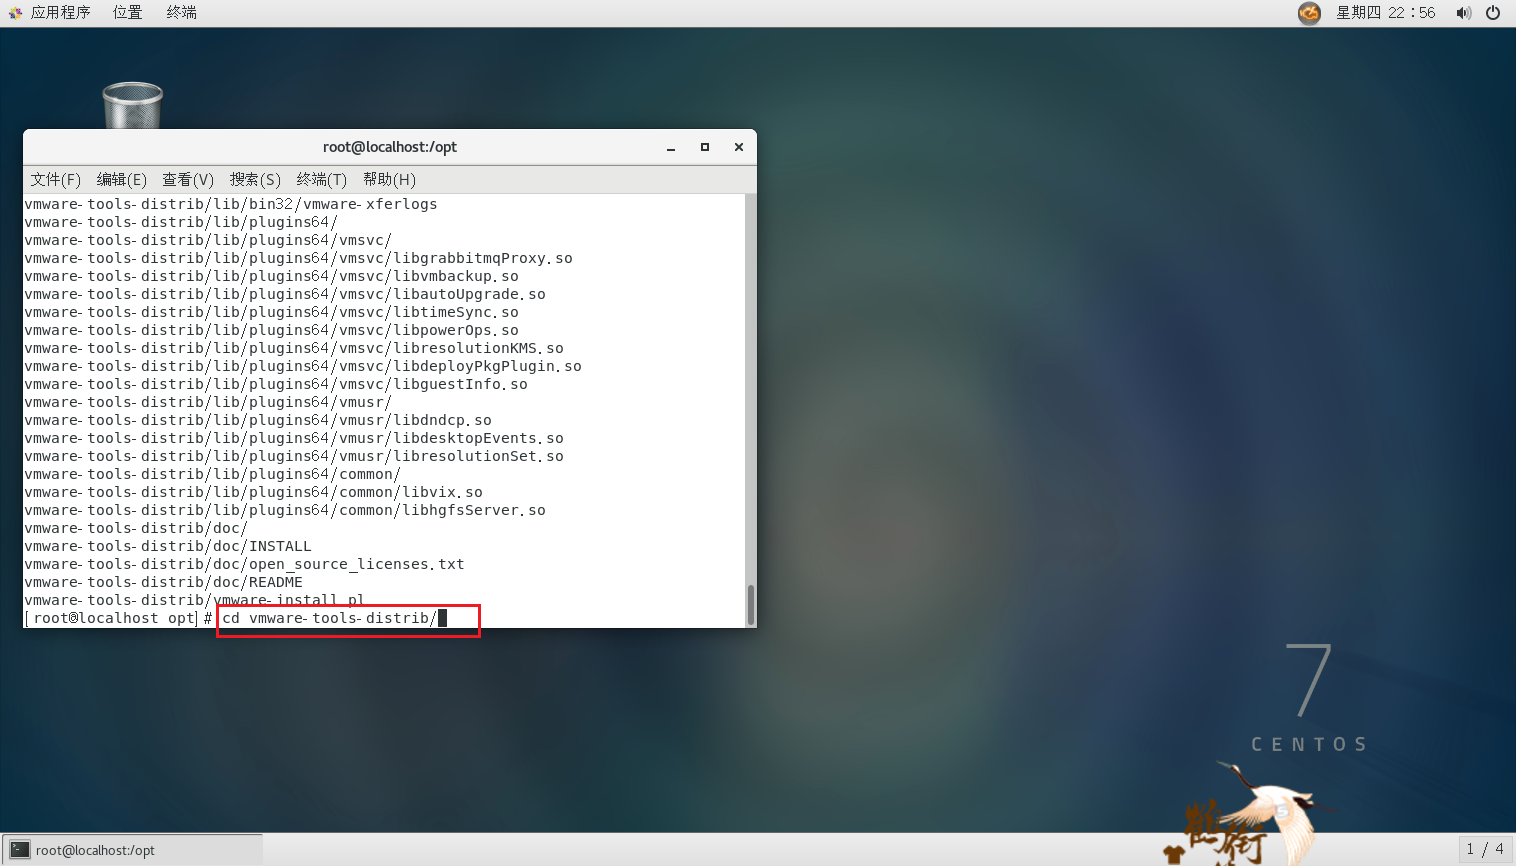 应用程序 位置 终端 星期四 22：56
root@localhost:/opt
文件(F) 编辑(E) 查看(V) 搜索(S) 终端(T) 帮助(H)
vmware-tools-distrib/lib/bin32/vmware-xferlogs
vmware-tools-distrib/lib/plugins64/
vmware-tools-distrib/lib/plugins64/vmsvc/
vmware-tools-distrib/lib/plugins64/vmsvc/libgrabbitmqProxy.so
vmware-tools-distrib/lib/plugins64/vmsvc/libvmbackup.so
vmware-tools-distrib/lib/plugins64/vmsvc/libautoUpgrade.so
vmware-tools-distrib/lib/plugins64/vmsvc/libtimeSync.so
vmware-tools-distrib/lib/plugins64/vmsvc/libpowerOps.so
vmware-tools-distrib/lib/plugins64/vmsvc/libresolutionKMS.so
vmware-tools-distrib/lib/plugins64/vmsvc/libdeployPkgPlugin.so
vmware-tools-distrib/lib/plugins64/vmsvc/libguestInfo.so
vmware-tools-distrib/lib/plugins64/vmusr/
vmware-tools-distrib/lib/plugins64/vmusr/libdndcp.so
vmware-tools-distrib/lib/plugins64/vmusr/libdesktopEvents.so
vmware-tools-distrib/lib/plugins64/vmusr/libresolutionSet.so
vmware-tools-distrib/lib/plugins64/common/
vmware-tools-distrib/lib/plugins64/common/libvix.so
vmware-tools-distrib/lib/plugins64/common/libhgfsServer.so
vmware-tools-distrib/doc/
vmware-tools-distrib/doc/INSTALL
vmware-tools-distrib/doc/open_source_licenses.txt
vmware-tools-distrib/doc/README
vmware-tools-distrib/vmware-install.pl
[root@localhost opt]# cd vmware-tools-distrib/
7
CENTOS
root@localhost:/opt
1 / 4